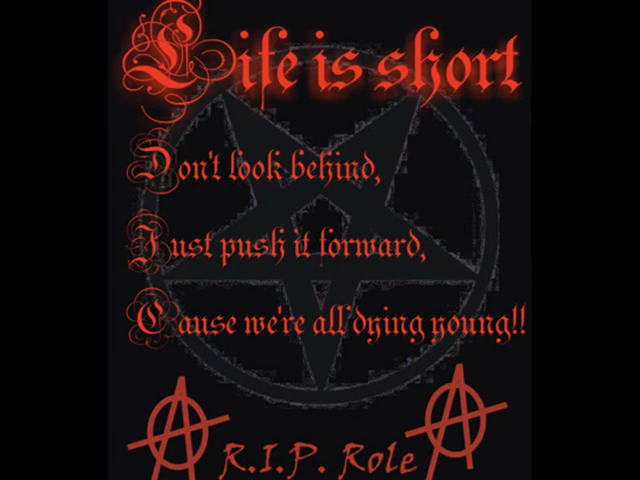 Life is short
Don't look behind,
Just push it forward,
Cause we're all dying young!!
R.I.P. Role